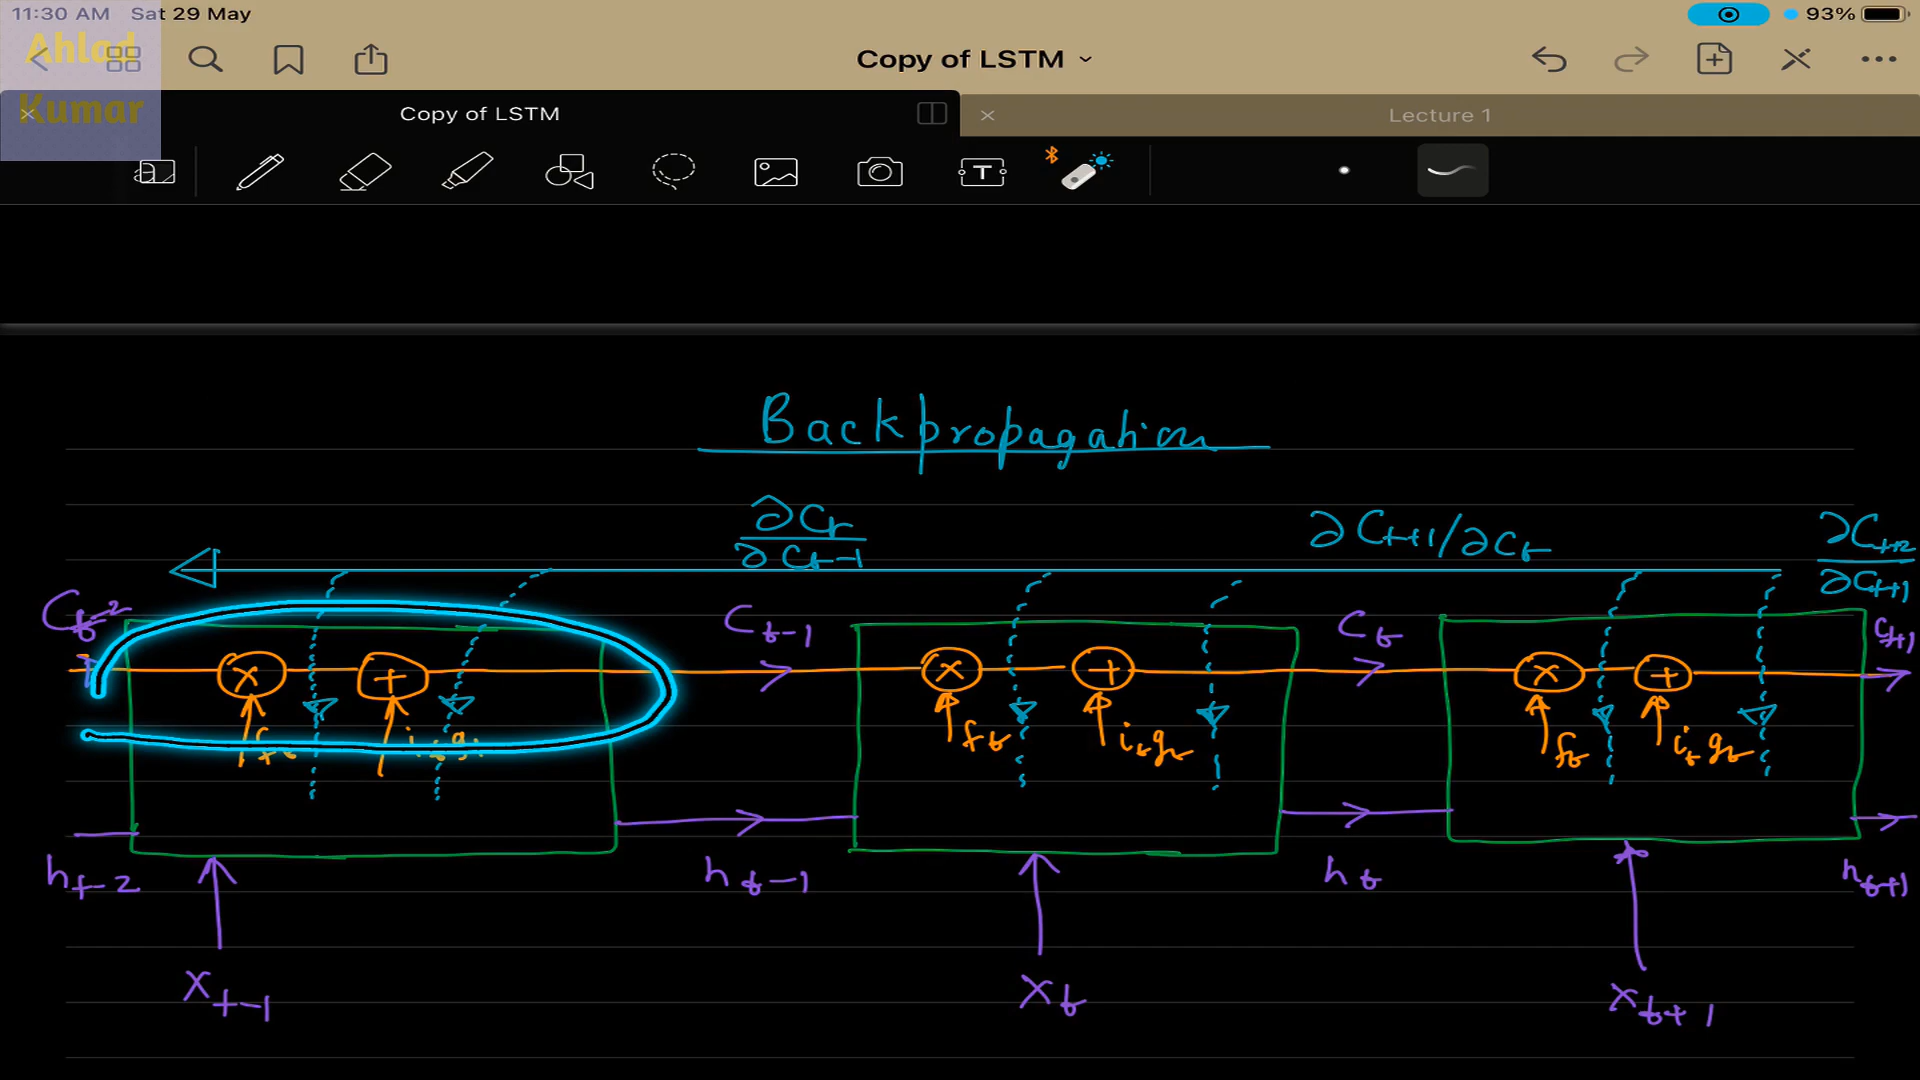 11:30 AM Sat 29 May
93%
Ahlad
Kumar
Copy of LSTM
Copy of LSTM
Lecture 1
T
Backpropagation
∂Ct/∂Ct-1
∂Ct+1/∂Ct
∂Ct+2/∂Ct+1
Ct-2
Ct-1
Ct
Ct+1
x + x + x +
ft it gt ft it gt
ht-2 ht-1 ht ht+1
Xt-1 Xt Xt+1